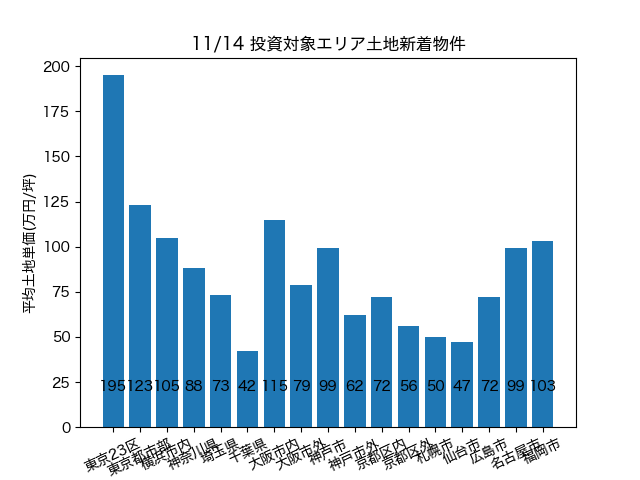 11/14 投資対象エリア土地新着物件
平均土地単価(万円/坪)
200
175
150
125
100
75
50
25
0
195 123 105 88 73 42 115 79 99 62 72 56 50 47 72 99 103
東京23区
東京都市部
横浜市内
神奈川県
埼玉県
千葉県
大阪市内
大阪市外
神戸市
神戸市外
京都区内
京都区外
札幌市
仙台市
広島市
名古屋市
福岡市